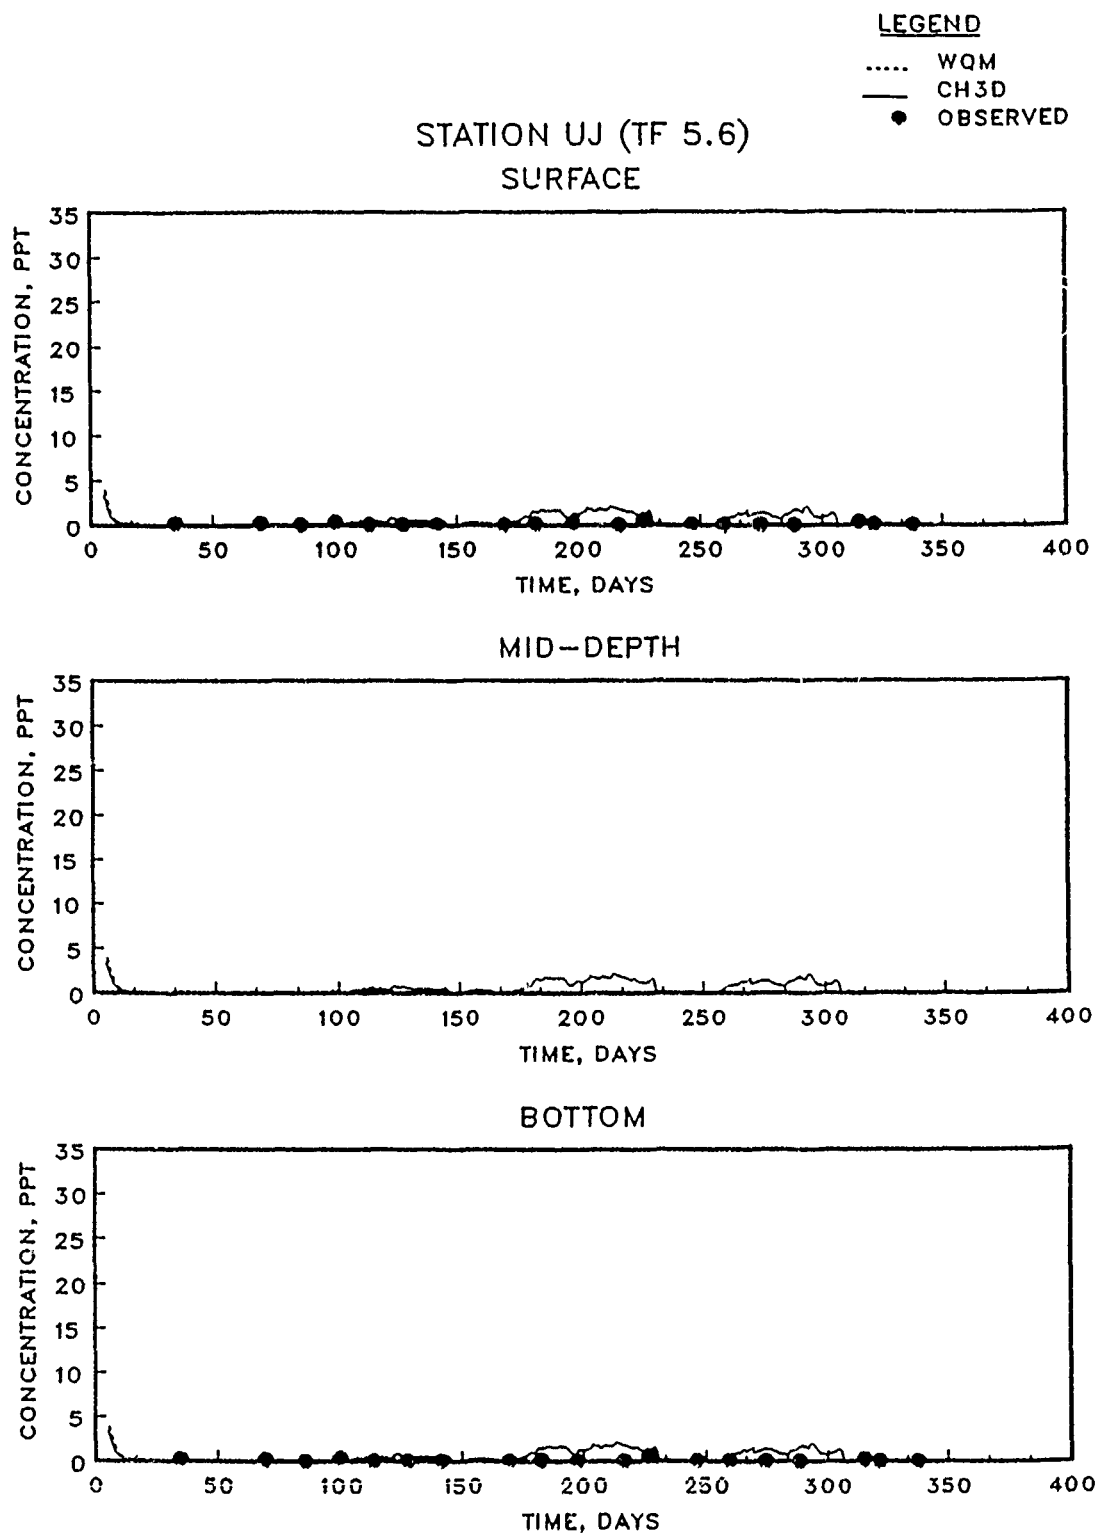 LEGEND
WQM
CH3D
OBSERVED
STATION UJ (TF 5.6)
SURFACE
CONCENTRATION, PPT
35
30
25
20
15
10
5
0
0 50 100 150 200 250 300 350 400
TIME, DAYS
MID-DEPTH
CONCENTRATION, PPT
35
30
25
20
15
10
5
0
0 50 100 150 200 250 300 350 400
TIME, DAYS
BOTTOM
CONCENTRATION, PPT
35
30
25
20
15
10
5
0
0 50 100 150 200 250 300 350 400
TIME, DAYS